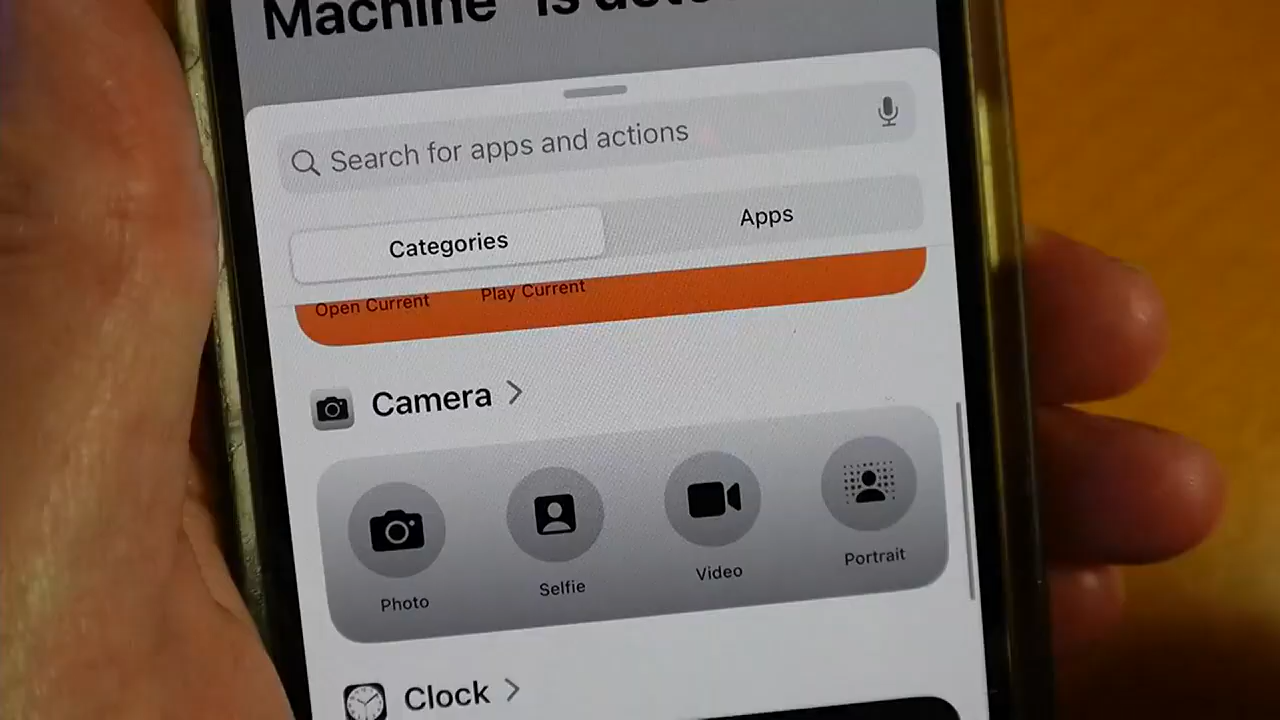 Machine" is
Search for apps and actions
Categories
Apps
Open Current
Play Current
Camera
Photo
Selfie
Video
Portrait
Clock